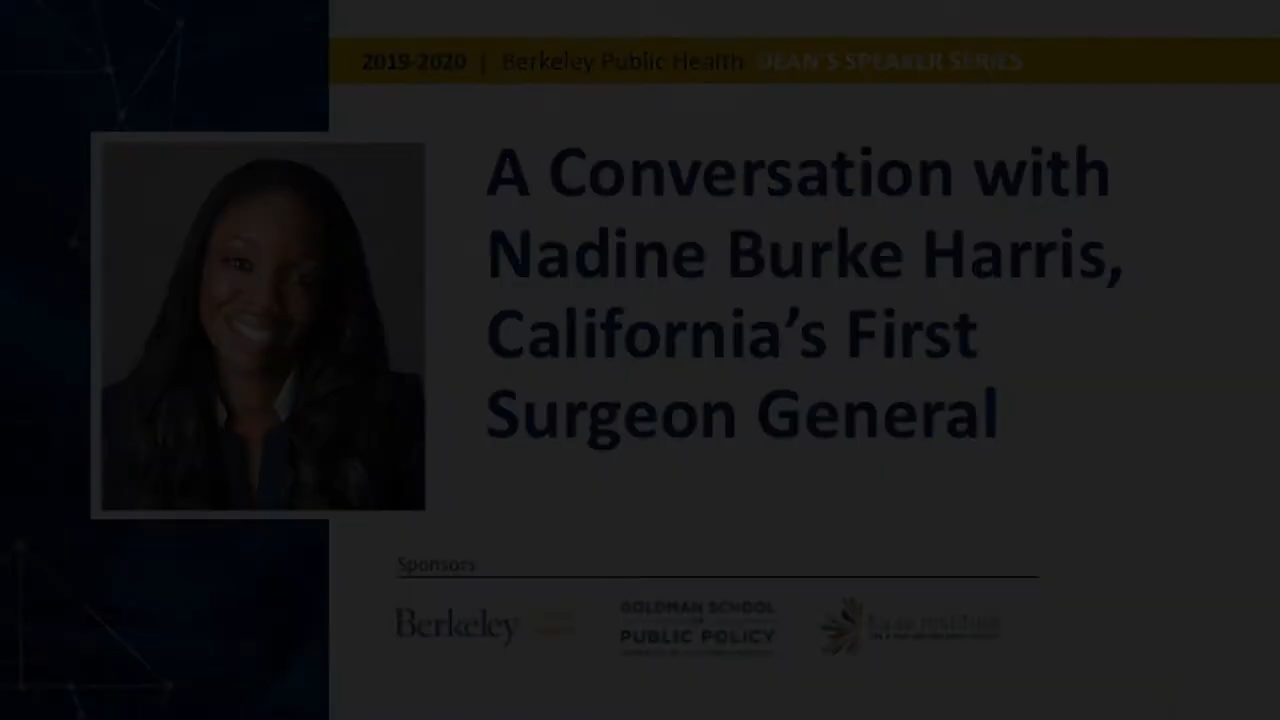 2019-2020 | Berkeley Public Health DEAN'S SPEAKER SERIES
A Conversation with
Nadine Burke Harris,
California's First
Surgeon General
Sponsors
Berkeley
GOLDMAN SCHOOL
PUBLIC POLICY